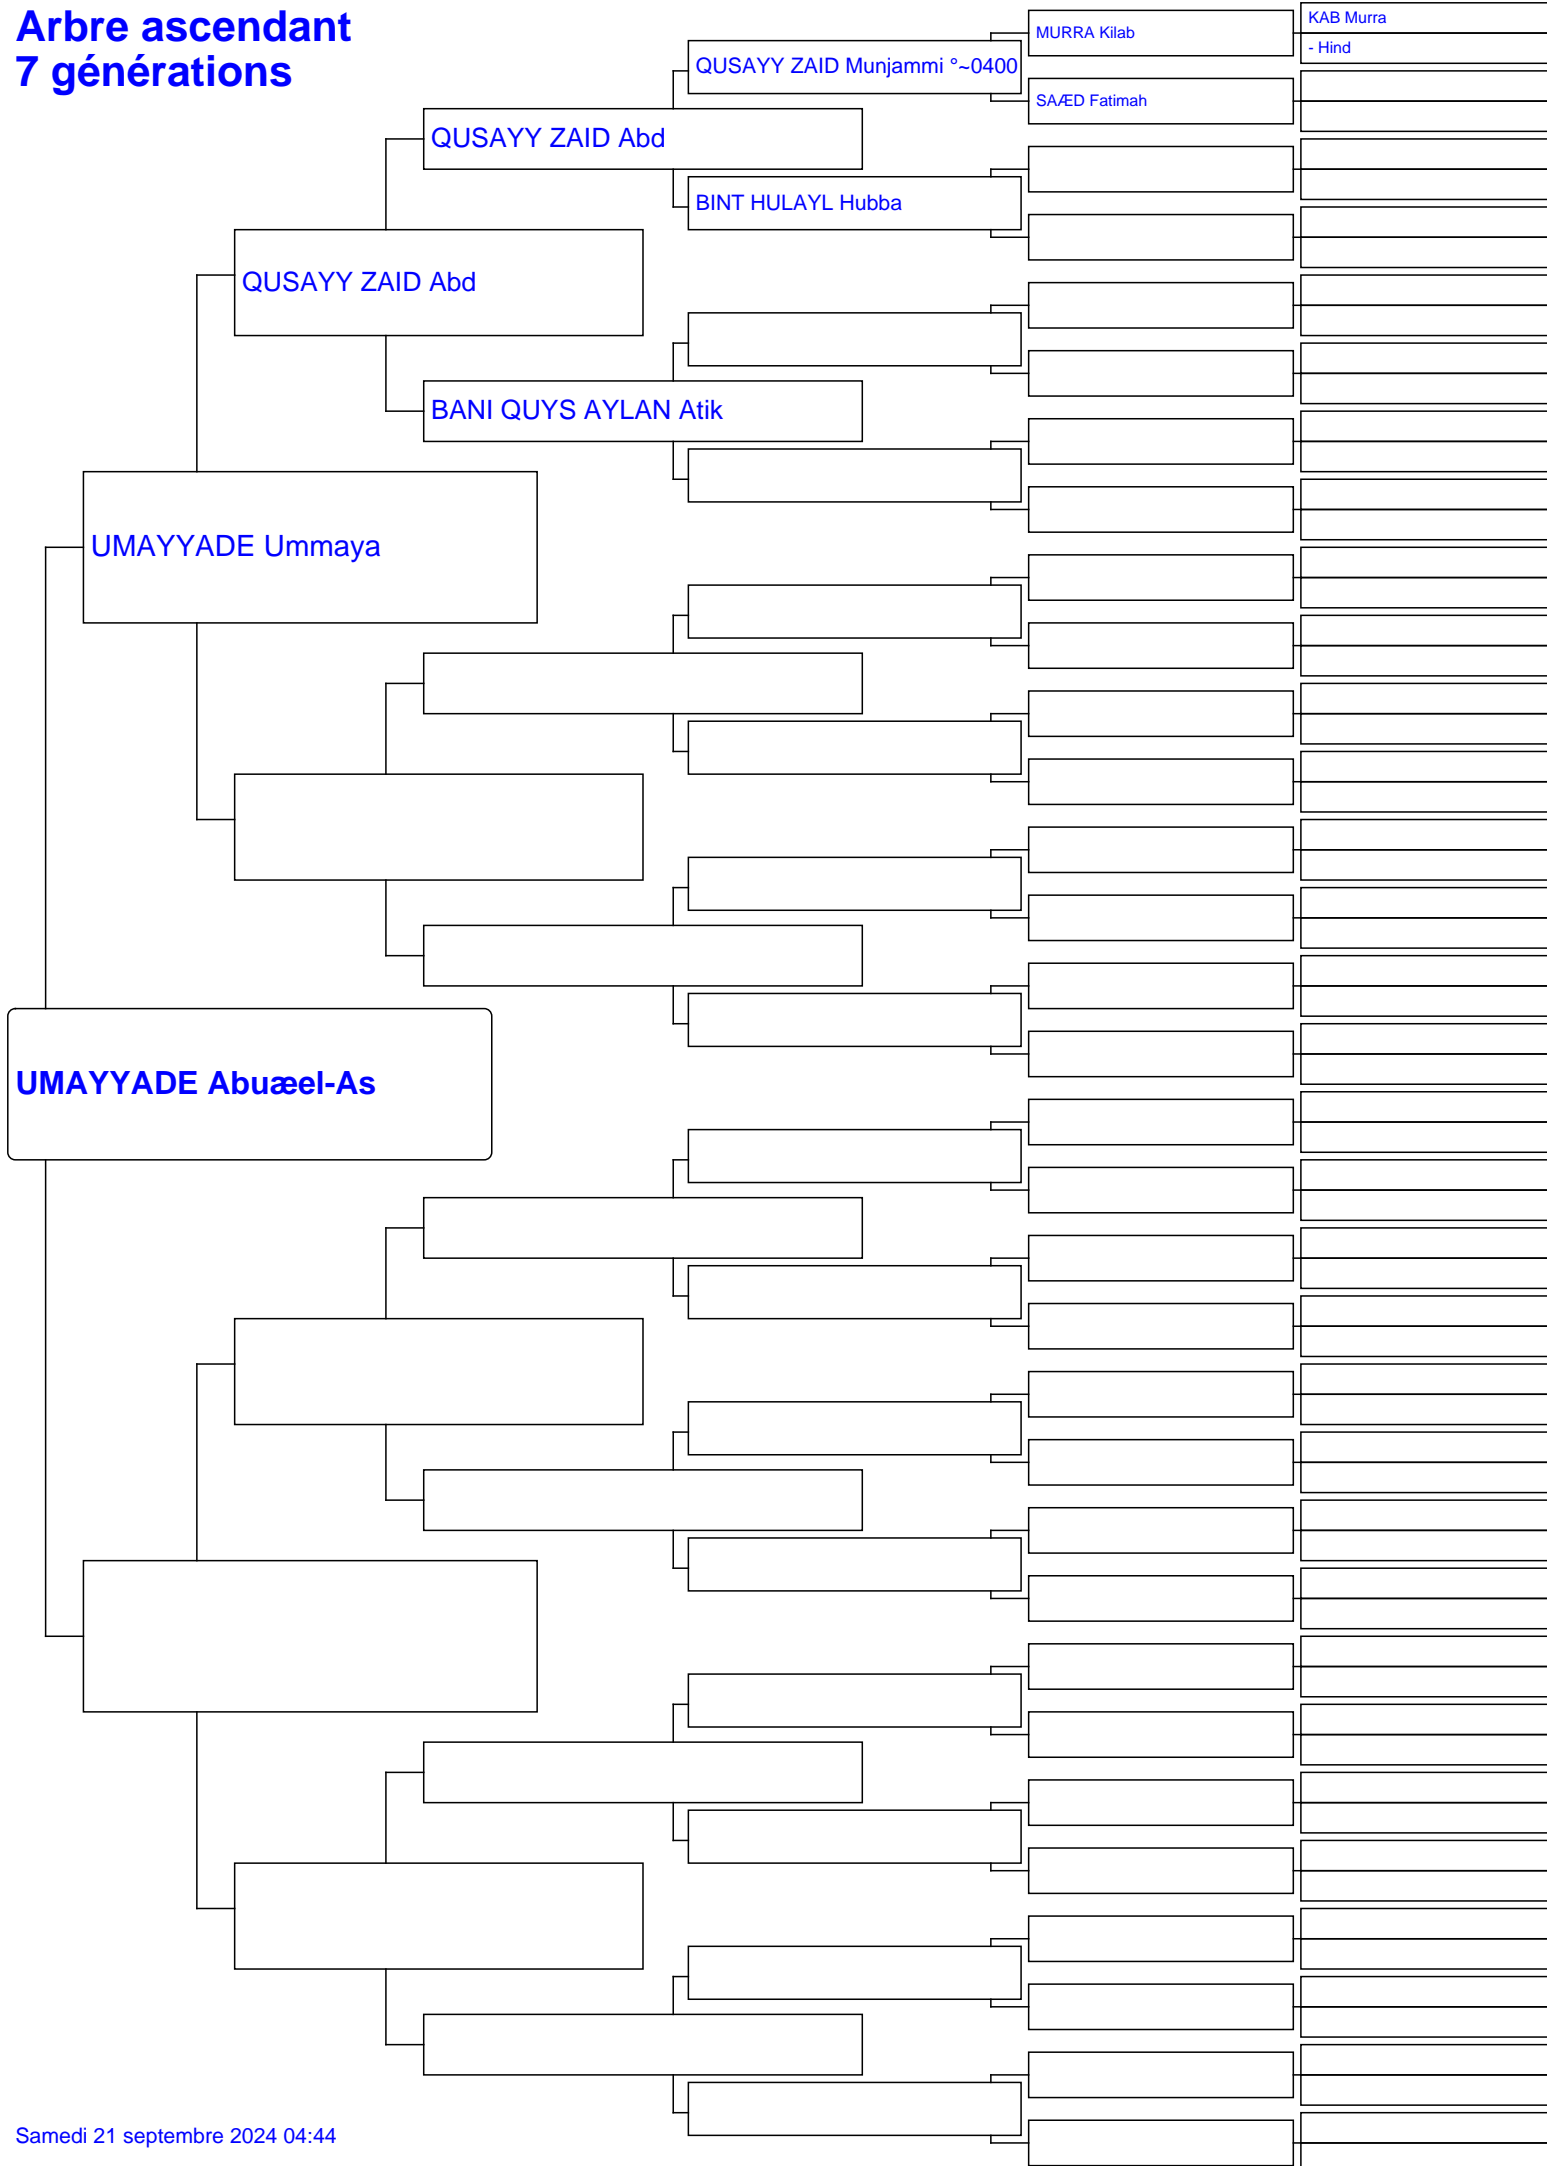 Arbre ascendant
7 générations
KAB Murra
MURRA Kilab
- Hind
QUSAYY ZAID Munjammi °~0400
SAÆD Fatimah
QUSAYY ZAID Abd
BINT HULAYL Hubba
QUSAYY ZAID Abd
BANI QUYS AYLAN Atik
UMAYYADE Ummaya
UMAYYADE Abuæel-As
Samedi 21 septembre 2024 04:44